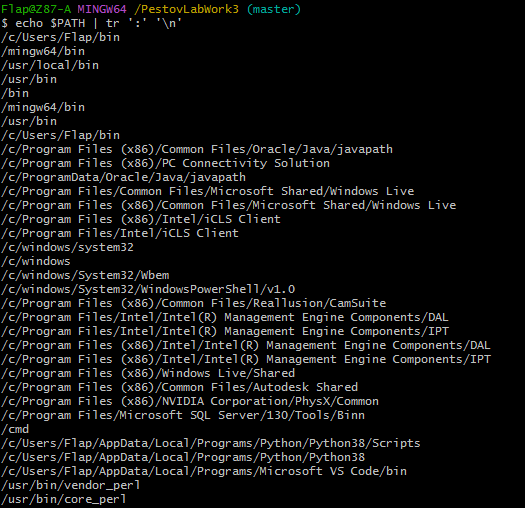 Flap@Z87-A MINGW64 /PestovLabWork3 (master)
$ echo $PATH | tr ':' '\n'
/c/Users/Flap/bin
/mingw64/bin
/usr/local/bin
/usr/bin
/bin
/mingw64/bin
/usr/bin
/c/Users/Flap/bin
/c/Program Files (x86)/Common Files/Oracle/Java/javapath
/c/Program Files (x86)/PC Connectivity Solution
/c/ProgramData/Oracle/Java/javapath
/c/Program Files/Common Files/Microsoft Shared/Windows Live
/c/Program Files (x86)/Common Files/Microsoft Shared/Windows Live
/c/Program Files (x86)/Intel/iCLS Client
/c/Program Files/Intel/iCLS Client
/c/windows/system32
/c/windows
/c/windows/System32/Wbem
/c/windows/System32/WindowsPowerShell/v1.0
/c/Program Files (x86)/Common Files/Reallusion/CamSuite
/c/Program Files/Intel/Intel(R) Management Engine Components/DAL
/c/Program Files/Intel/Intel(R) Management Engine Components/IPT
/c/Program Files (x86)/Intel/Intel(R) Management Engine Components/DAL
/c/Program Files (x86)/Intel/Intel(R) Management Engine Components/IPT
/c/Program Files (x86)/Windows Live/Shared
/c/Program Files (x86)/Common Files/Autodesk Shared
/c/Program Files (x86)/NVIDIA Corporation/PhysX/Common
/c/Program Files/Microsoft SQL Server/130/Tools/Binn
/cmd
/c/Users/Flap/AppData/Local/Programs/Python/Python38/Scripts
/c/Users/Flap/AppData/Local/Programs/Python/Python38
/c/Users/Flap/AppData/Local/Programs/Microsoft VS Code/bin
/usr/bin/vendor_perl
/usr/bin/core_perl